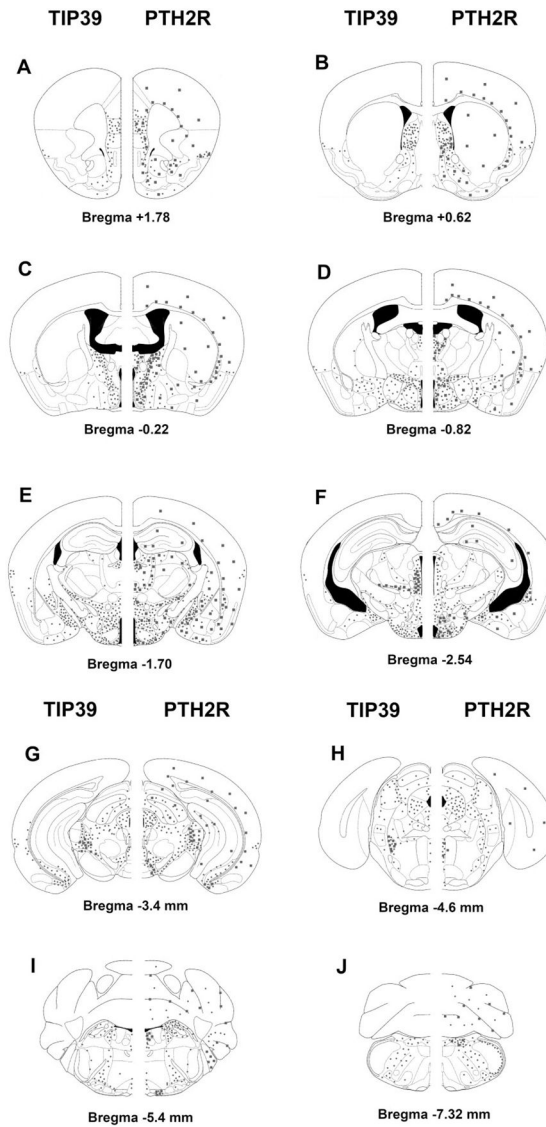 TIP39 PTH2R TIP39 PTH2R
A
B
Bregma +1.78
Bregma +0.62
C
D
Bregma -0.22
Bregma -0.82
E
F
Bregma -1.70
Bregma -2.54
TIP39 PTH2R TIP39 PTH2R
G
H
Bregma -3.4 mm
Bregma -4.6 mm
I
J
Bregma -5.4 mm
Bregma -7.32 mm